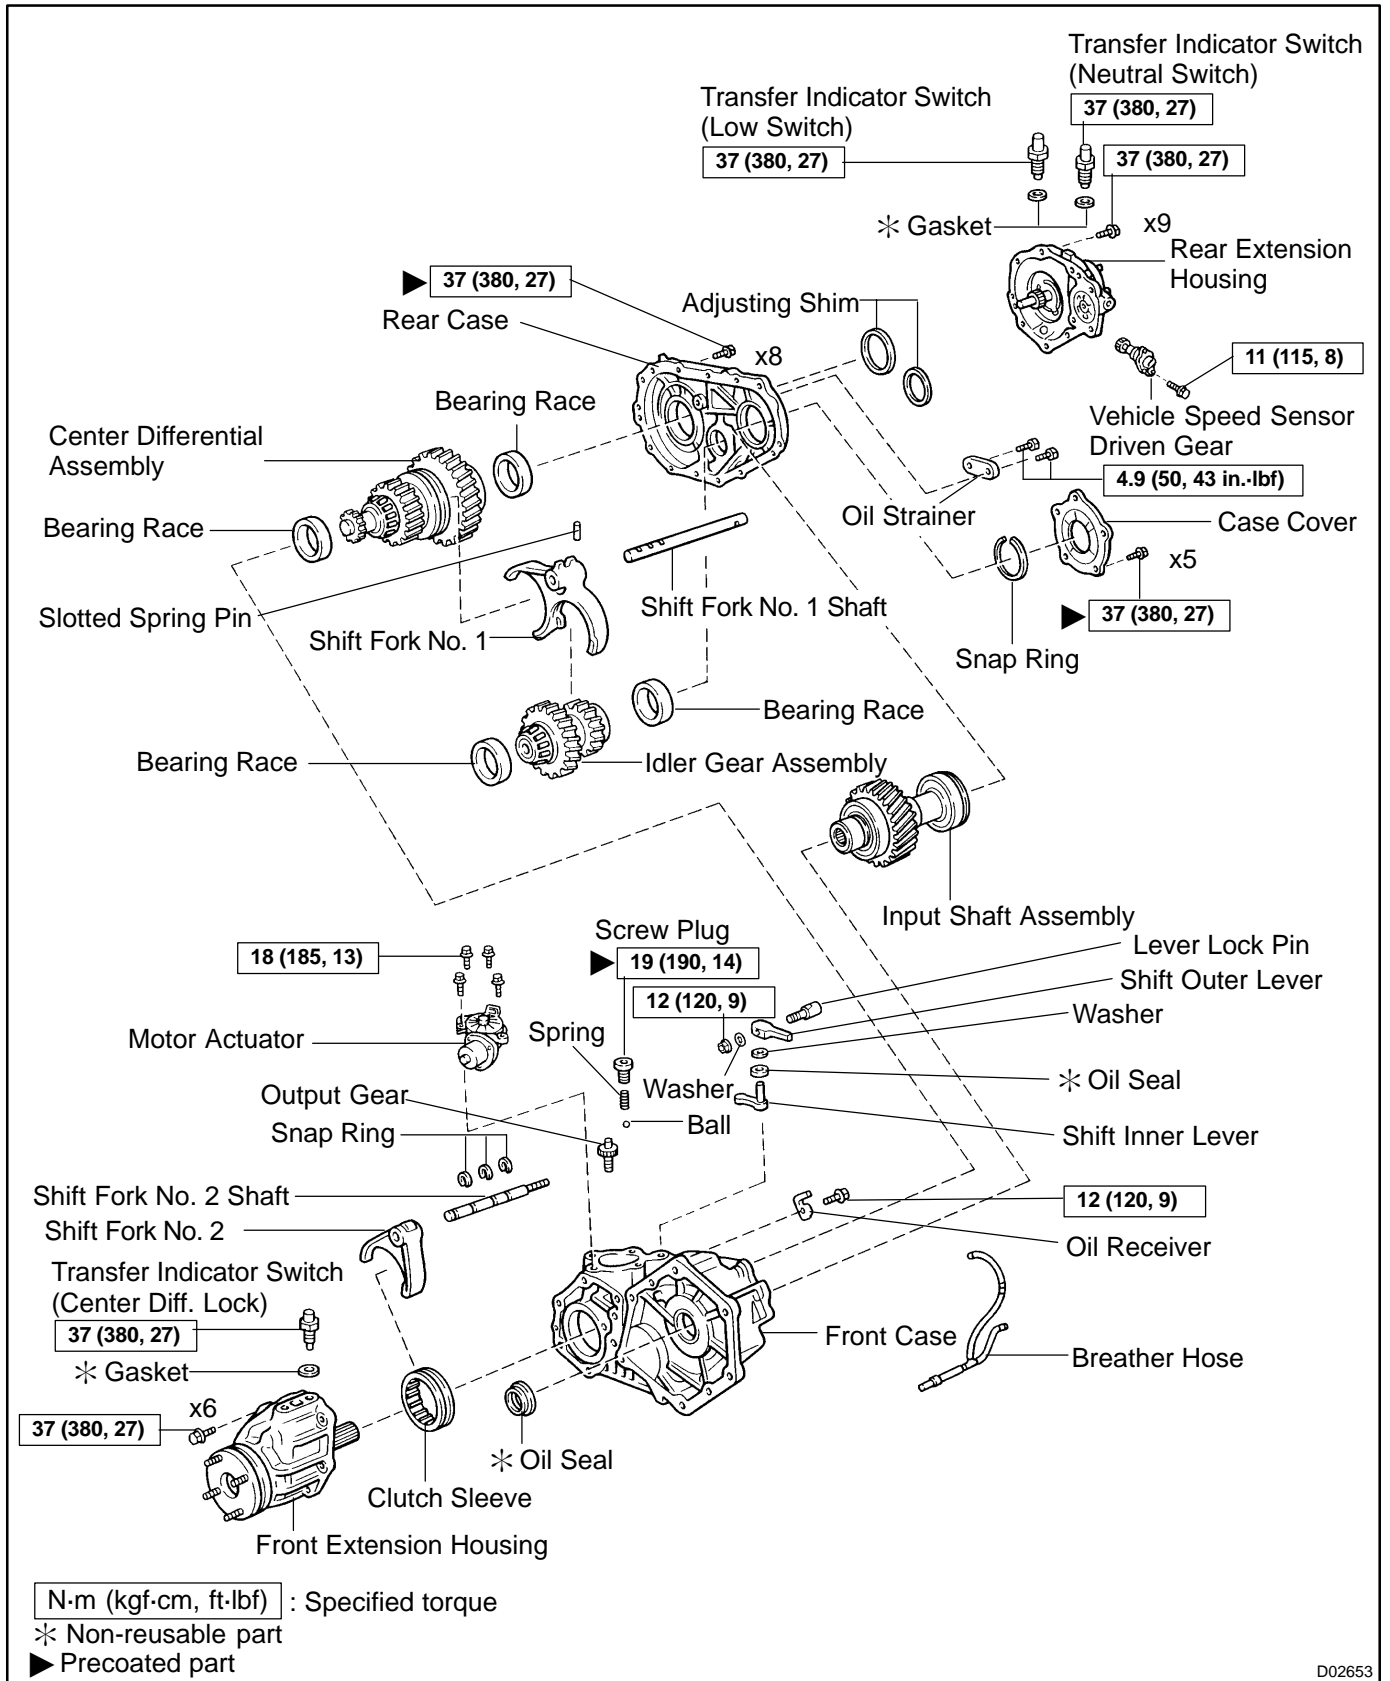 Transfer Indicator Switch
(Neutral Switch)
37 (380, 27)
Transfer Indicator Switch
(Low Switch)
37 (380, 27)
37 (380, 27)
✻ Gasket
x9
Rear Extension
Housing
▶ 37 (380, 27)
Rear Case
Adjusting Shim
x8
11 (115, 8)
Vehicle Speed Sensor
Driven Gear
4.9 (50, 43 in.·lbf)
Bearing Race
Center Differential
Assembly
Oil Strainer
Case Cover
Bearing Race
x5
▶ 37 (380, 27)
Slotted Spring Pin
Shift Fork No. 1 Shaft
Shift Fork No. 1
Snap Ring
Bearing Race
Bearing Race
Idler Gear Assembly
Input Shaft Assembly
Screw Plug
▶ 19 (190, 14)
18 (185, 13)
Lever Lock Pin
Shift Outer Lever
12 (120, 9)
Washer
Motor Actuator
Spring
Washer
✻ Oil Seal
Output Gear
Ball
Snap Ring
Shift Inner Lever
Shift Fork No. 2 Shaft
12 (120, 9)
Shift Fork No. 2
Oil Receiver
Transfer Indicator Switch
(Center Diff. Lock)
37 (380, 27)
Front Case
✻ Gasket
Breather Hose
x6
37 (380, 27)
✻ Oil Seal
Clutch Sleeve
Front Extension Housing
N·m (kgf·cm, ft·lbf) : Specified torque
✻ Non-reusable part
▶ Precoated part
D02653